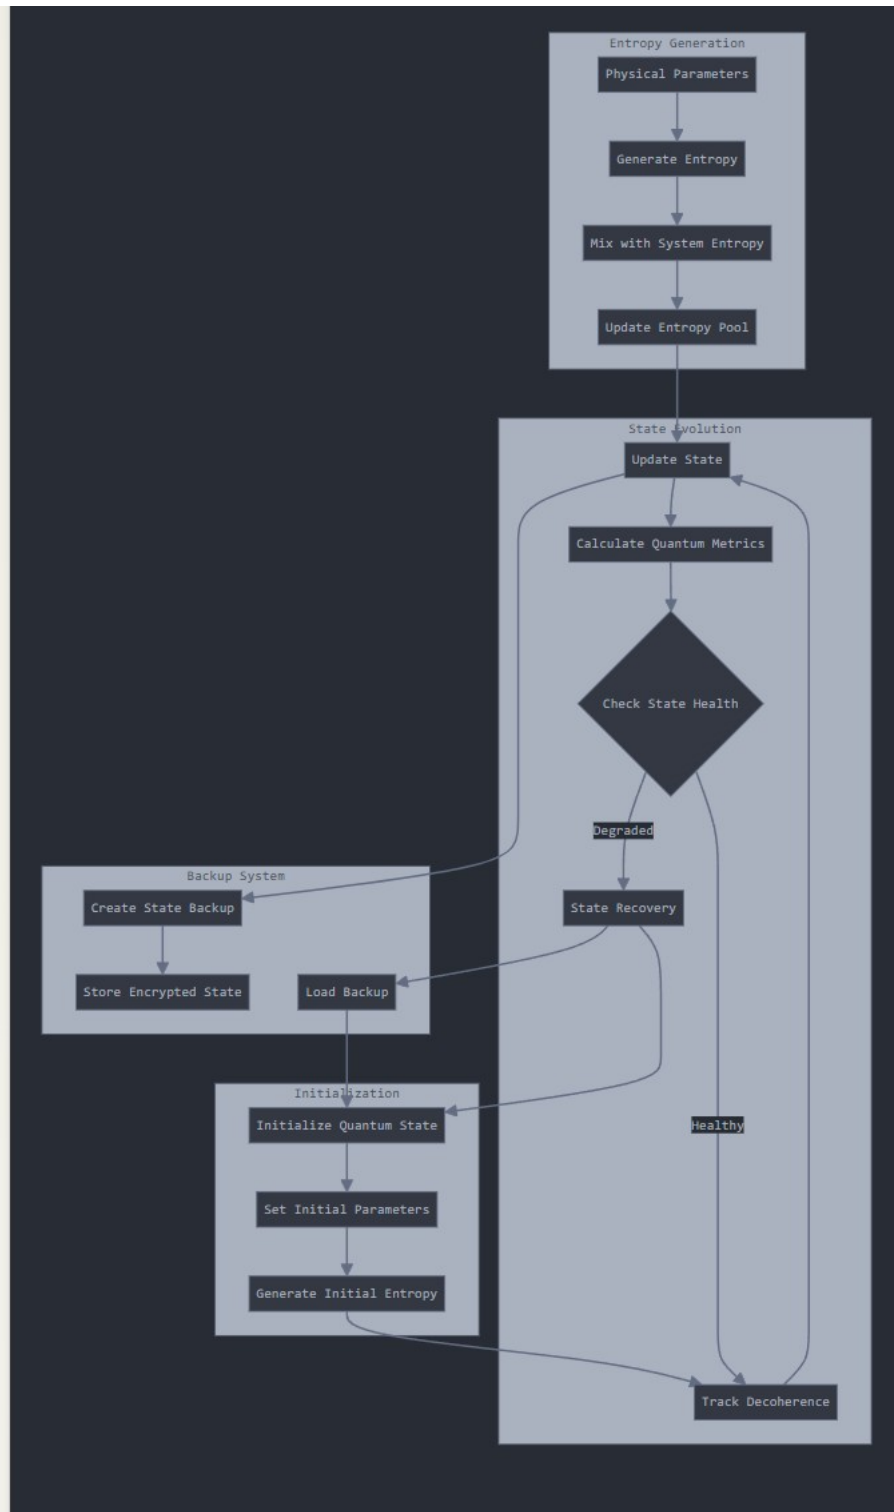 Entropy Generation
Physical Parameters
Generate Entropy
Mix with System Entropy
Update Entropy Pool
State Evolution
Update State
Calculate Quantum Metrics
Check State Health
Degraded
Backup System
Create State Backup
State Recovery
Store Encrypted State
Load Backup
Initialization
Initialize Quantum State
Healthy
Set Initial Parameters
Generate Initial Entropy
Track Decoherence